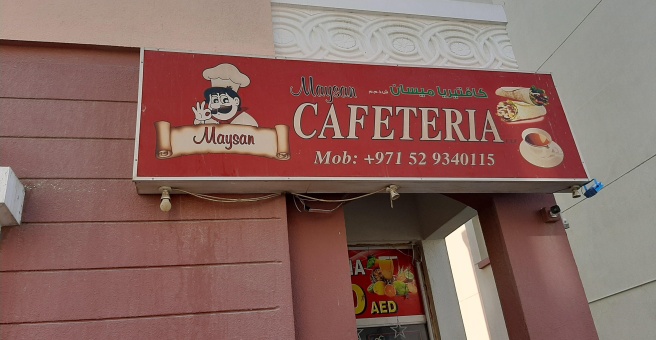 Maysan
Maysan
كافتيريا ميسان ش.ذ.م.م
CAFETERIA
Mob: +971 52 9340115
AED